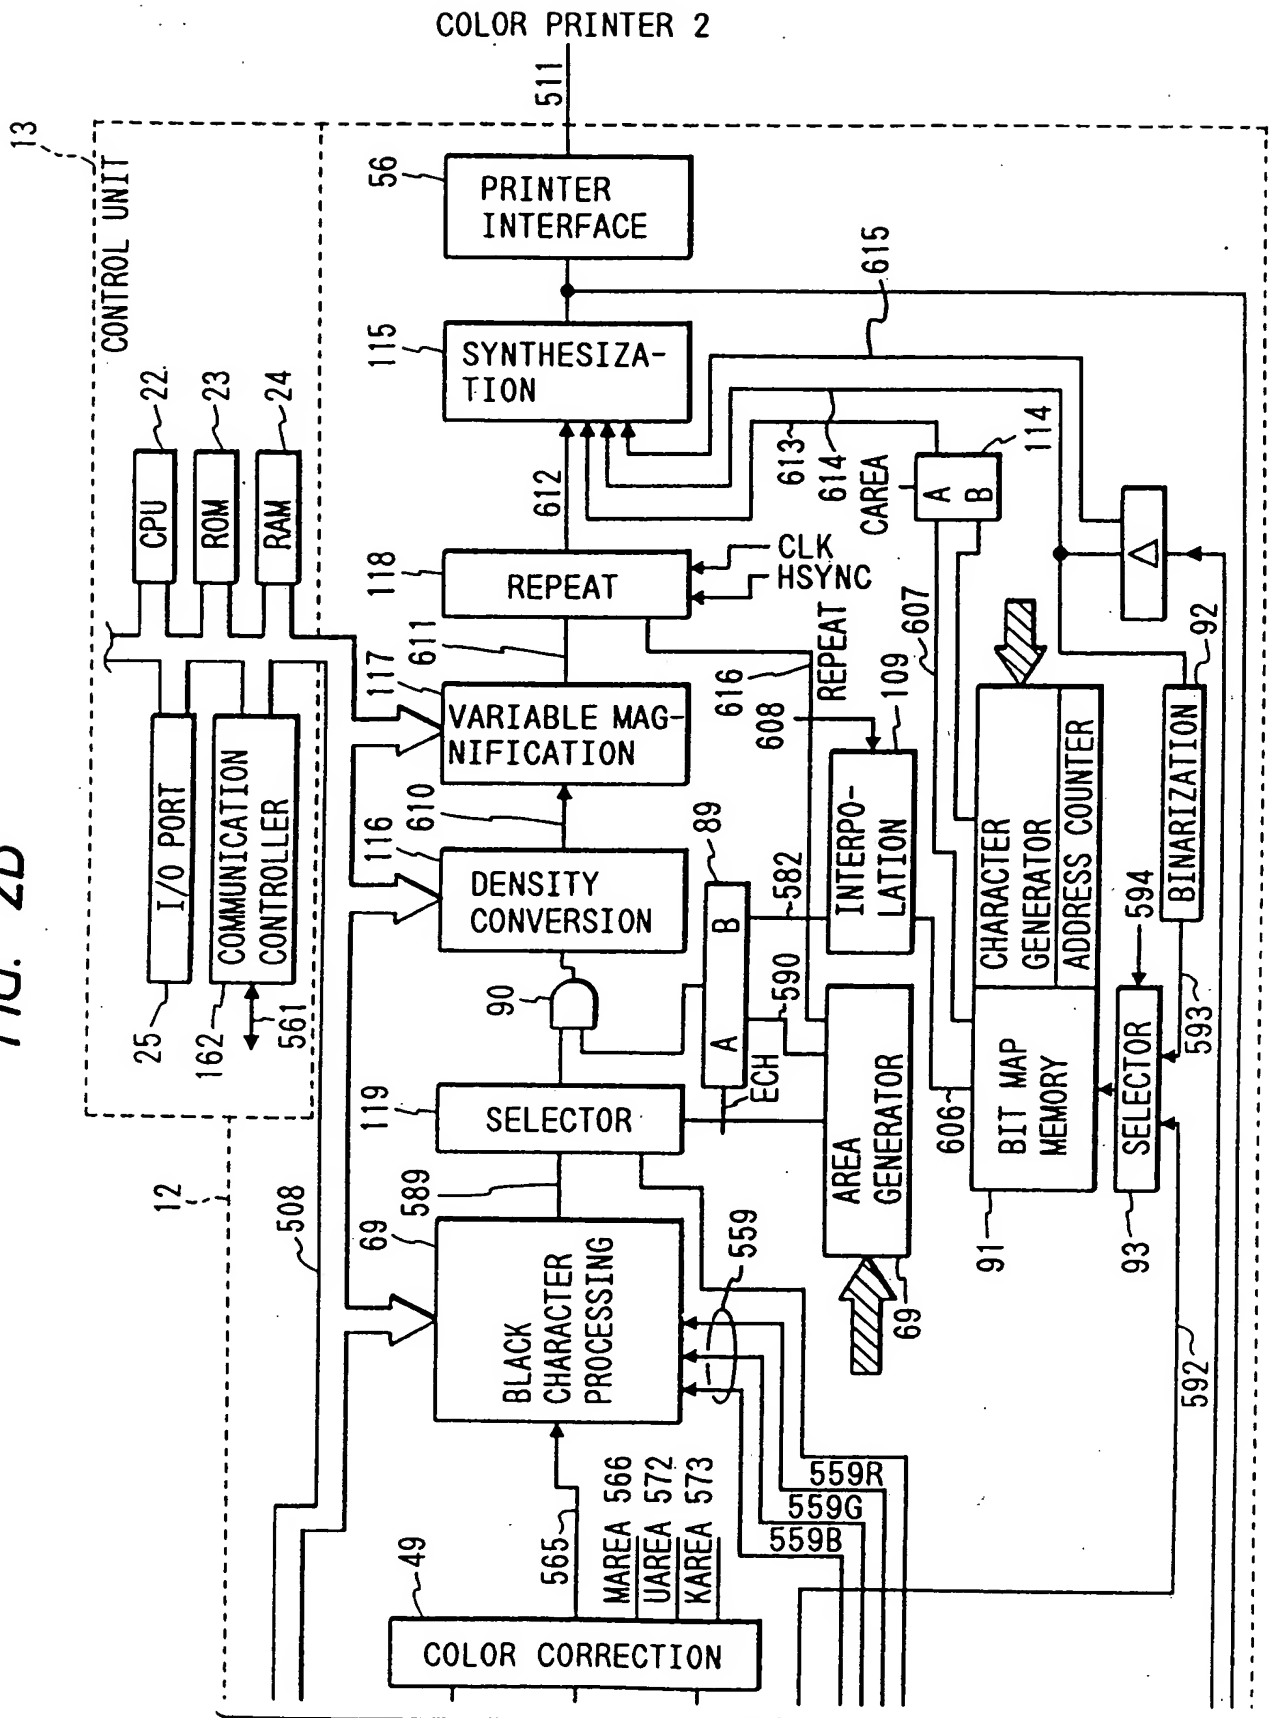 FIG. 2B
COLOR PRINTER 2
511
13
CONTROL UNIT
56
PRINTER
INTERFACE
22
CPU
23
ROM
24
RAM
25
I/O PORT
162
COMMUNICATION
CONTROLLER
561
12
508
115
SYNTHESIZA-
TION
615
612
613
614
CAREA
114
A
B
118
REPEAT
CLK
HSYNC
611
117
VARIABLE MAG-
NIFICATION
616
REPEAT
607
608
109
INTERPO-
LATION
610
116
DENSITY
CONVERSION
89
A
B
582
590
ECH
90
CHARACTER
GENERATOR
ADDRESS COUNTER
92
BINARIZATION
594
593
119
SELECTOR
589
69
BLACK
CHARACTER
PROCESSING
559
AREA
GENERATOR
69
606
BIT MAP
MEMORY
91
SELECTOR
93
592
49
COLOR CORRECTION
565
MAREA 566
UAREA 572
KAREA 573
559R
559G
559B